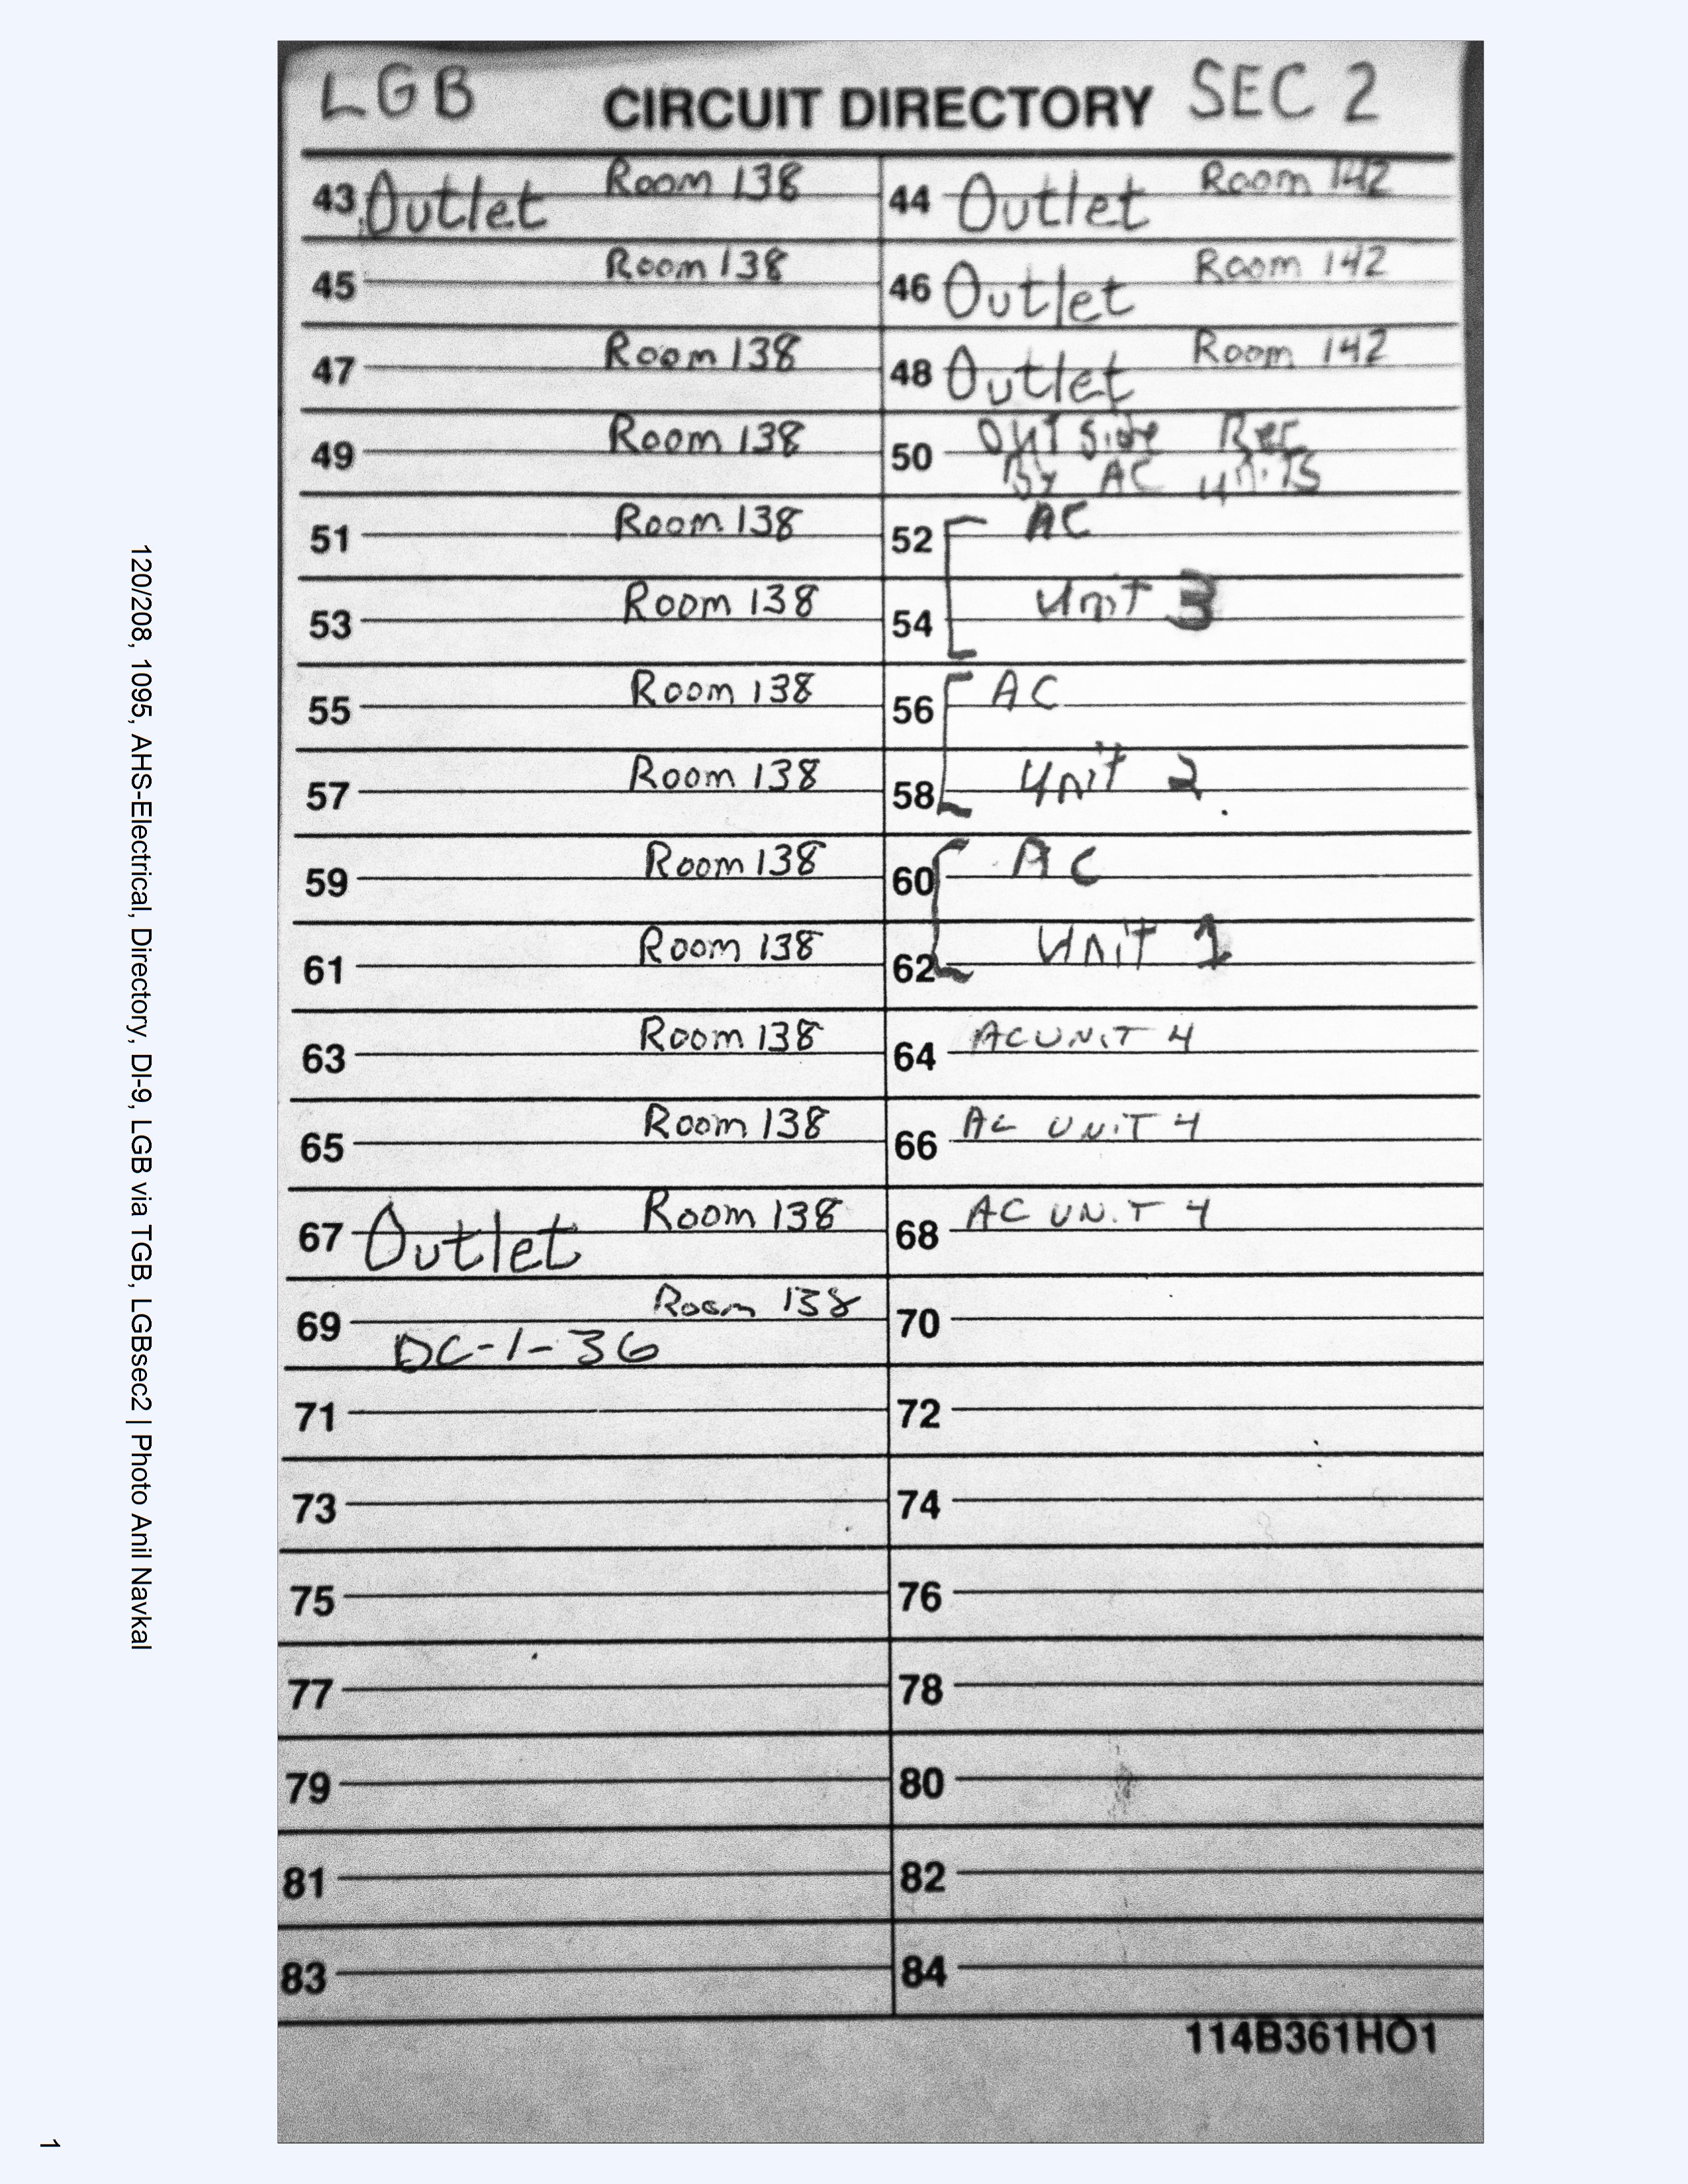 LGB CIRCUIT DIRECTORY SEC 2
43 Outlet Room 138 44 Outlet Room 142
45 Room 138 46 Outlet Room 142
47 Room 138 48 Outlet Room 142
49 Room 138 50 OUTSide Rec
By AC UNITS
51 Room 138 52 AC
53 Room 138 54 Unit 3
55 Room 138 56 AC
57 Room 138 58 Unit 2
59 Room 138 60 AC
61 Room 138 62 Unit 1
63 Room 138 64 AC UNIT 4
65 Room 138 66 AC UNIT 4
67 Outlet Room 138 68 AC UNIT 4
69 Room 138 70
DC-1-36
71 72
73 74
75 76
77 78
79 80
81 82
83 84
114B361HO1
120/208, 1095, AHS-Electrical, Directory, DI-9, LGB via TGB, LGBsec2 | Photo Anil Navkal
1